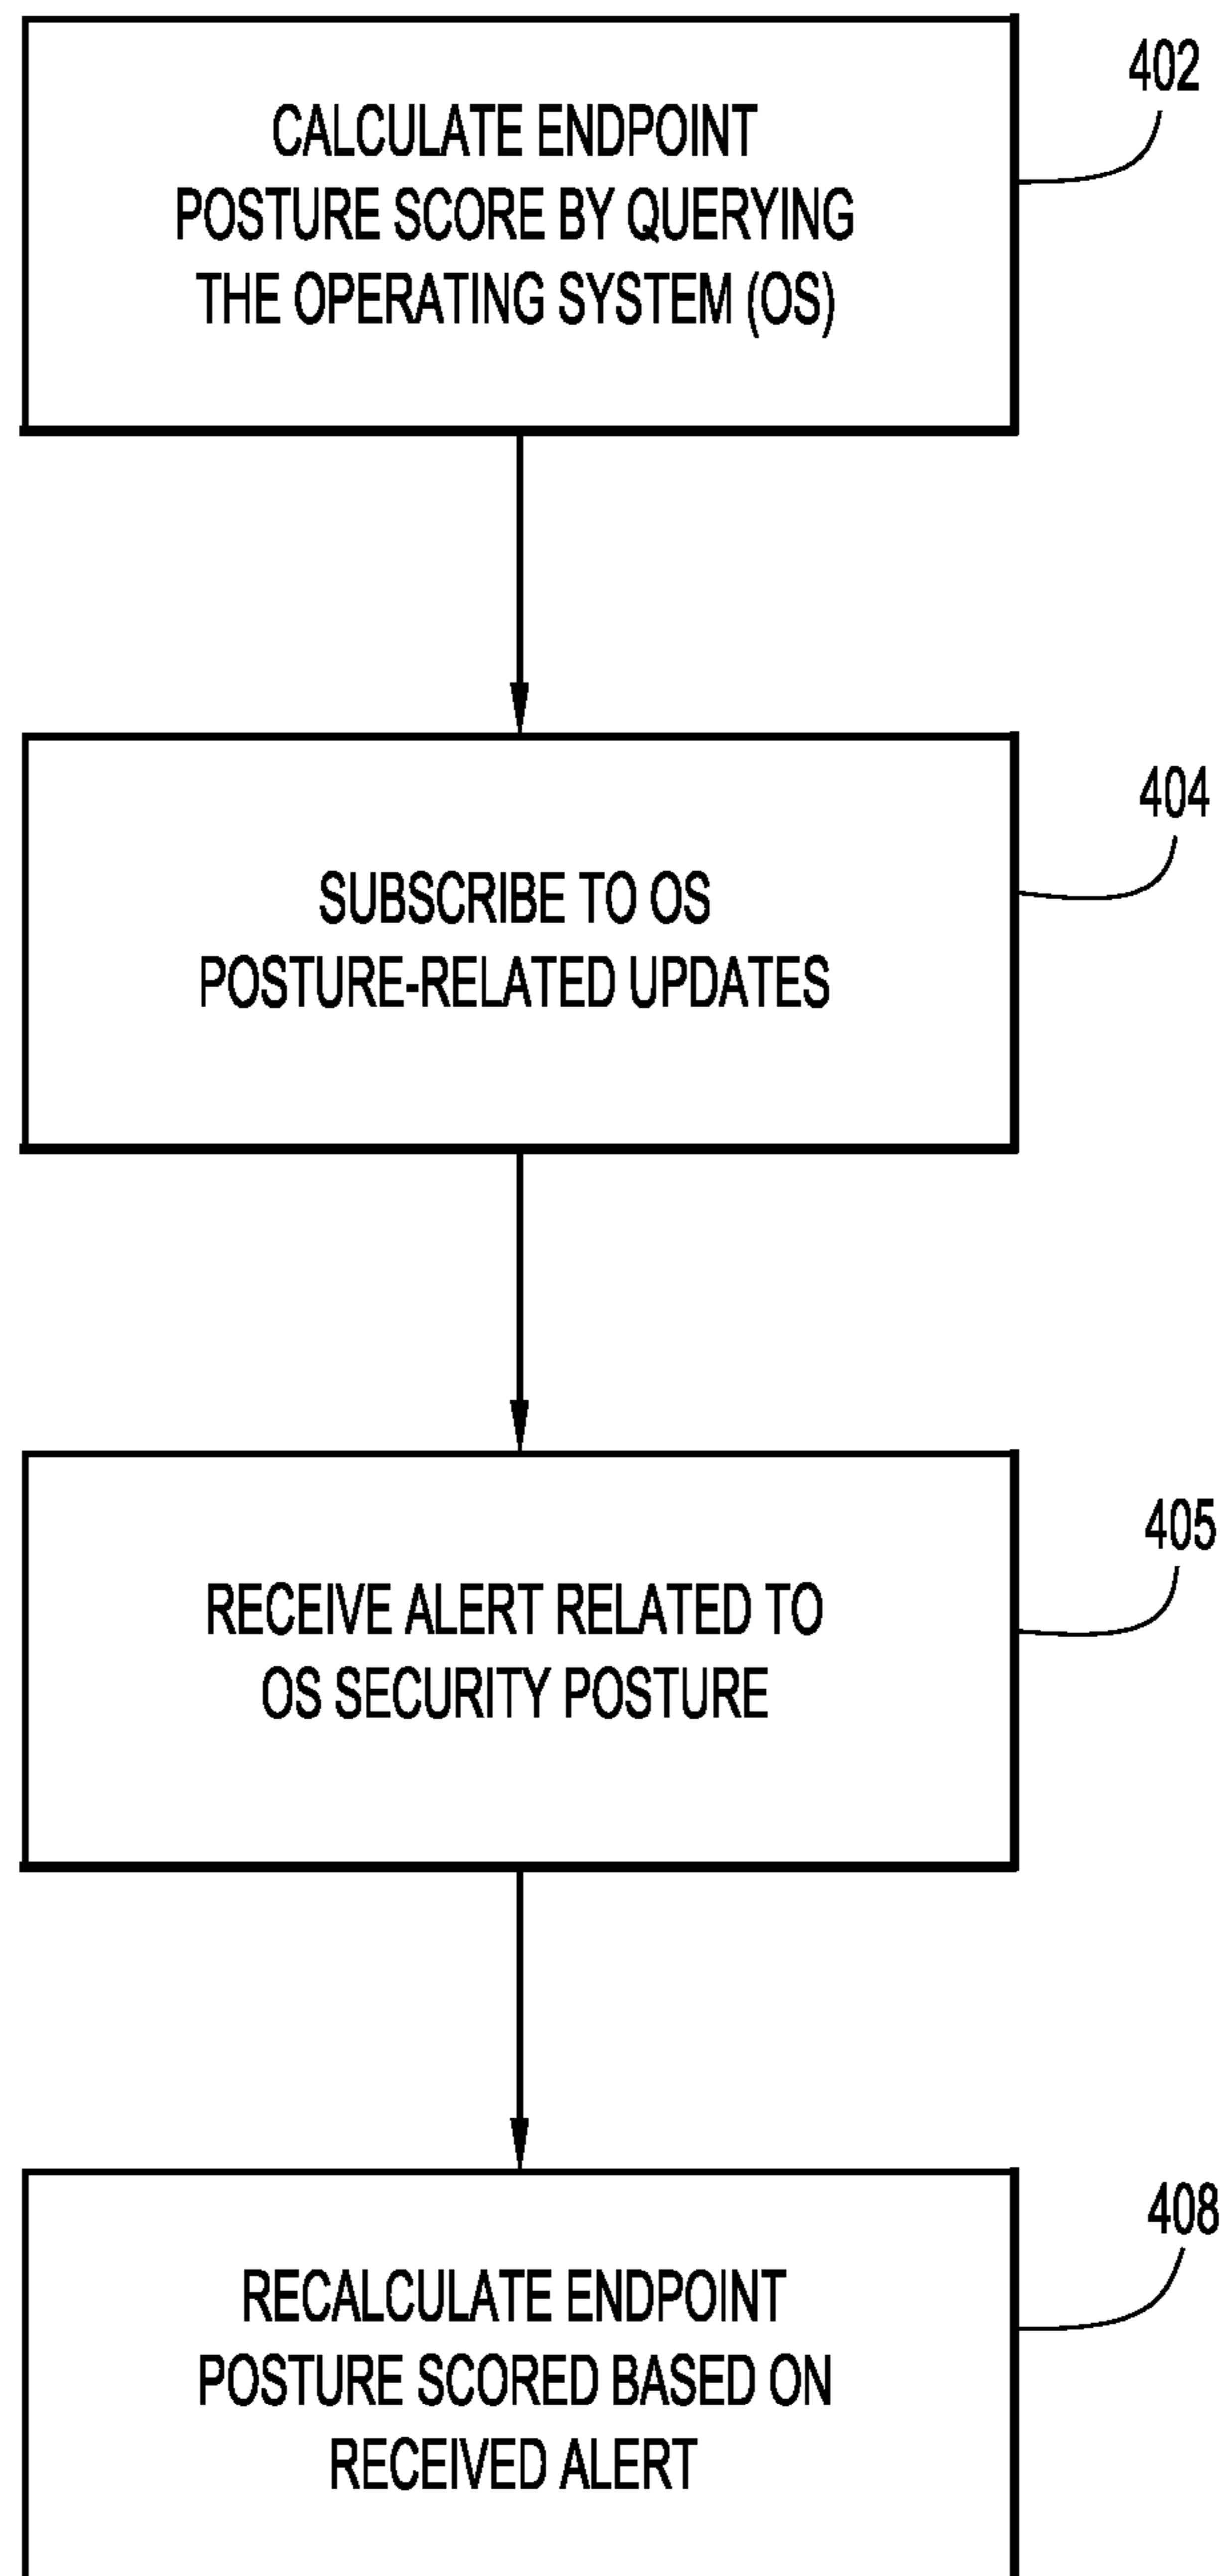 CALCULATE ENDPOINT
POSTURE SCORE BY QUERYING
THE OPERATING SYSTEM (OS)
402
SUBSCRIBE TO OS
POSTURE-RELATED UPDATES
404
RECEIVE ALERT RELATED TO
OS SECURITY POSTURE
405
RECALCULATE ENDPOINT
POSTURE SCORED BASED ON
RECEIVED ALERT
408